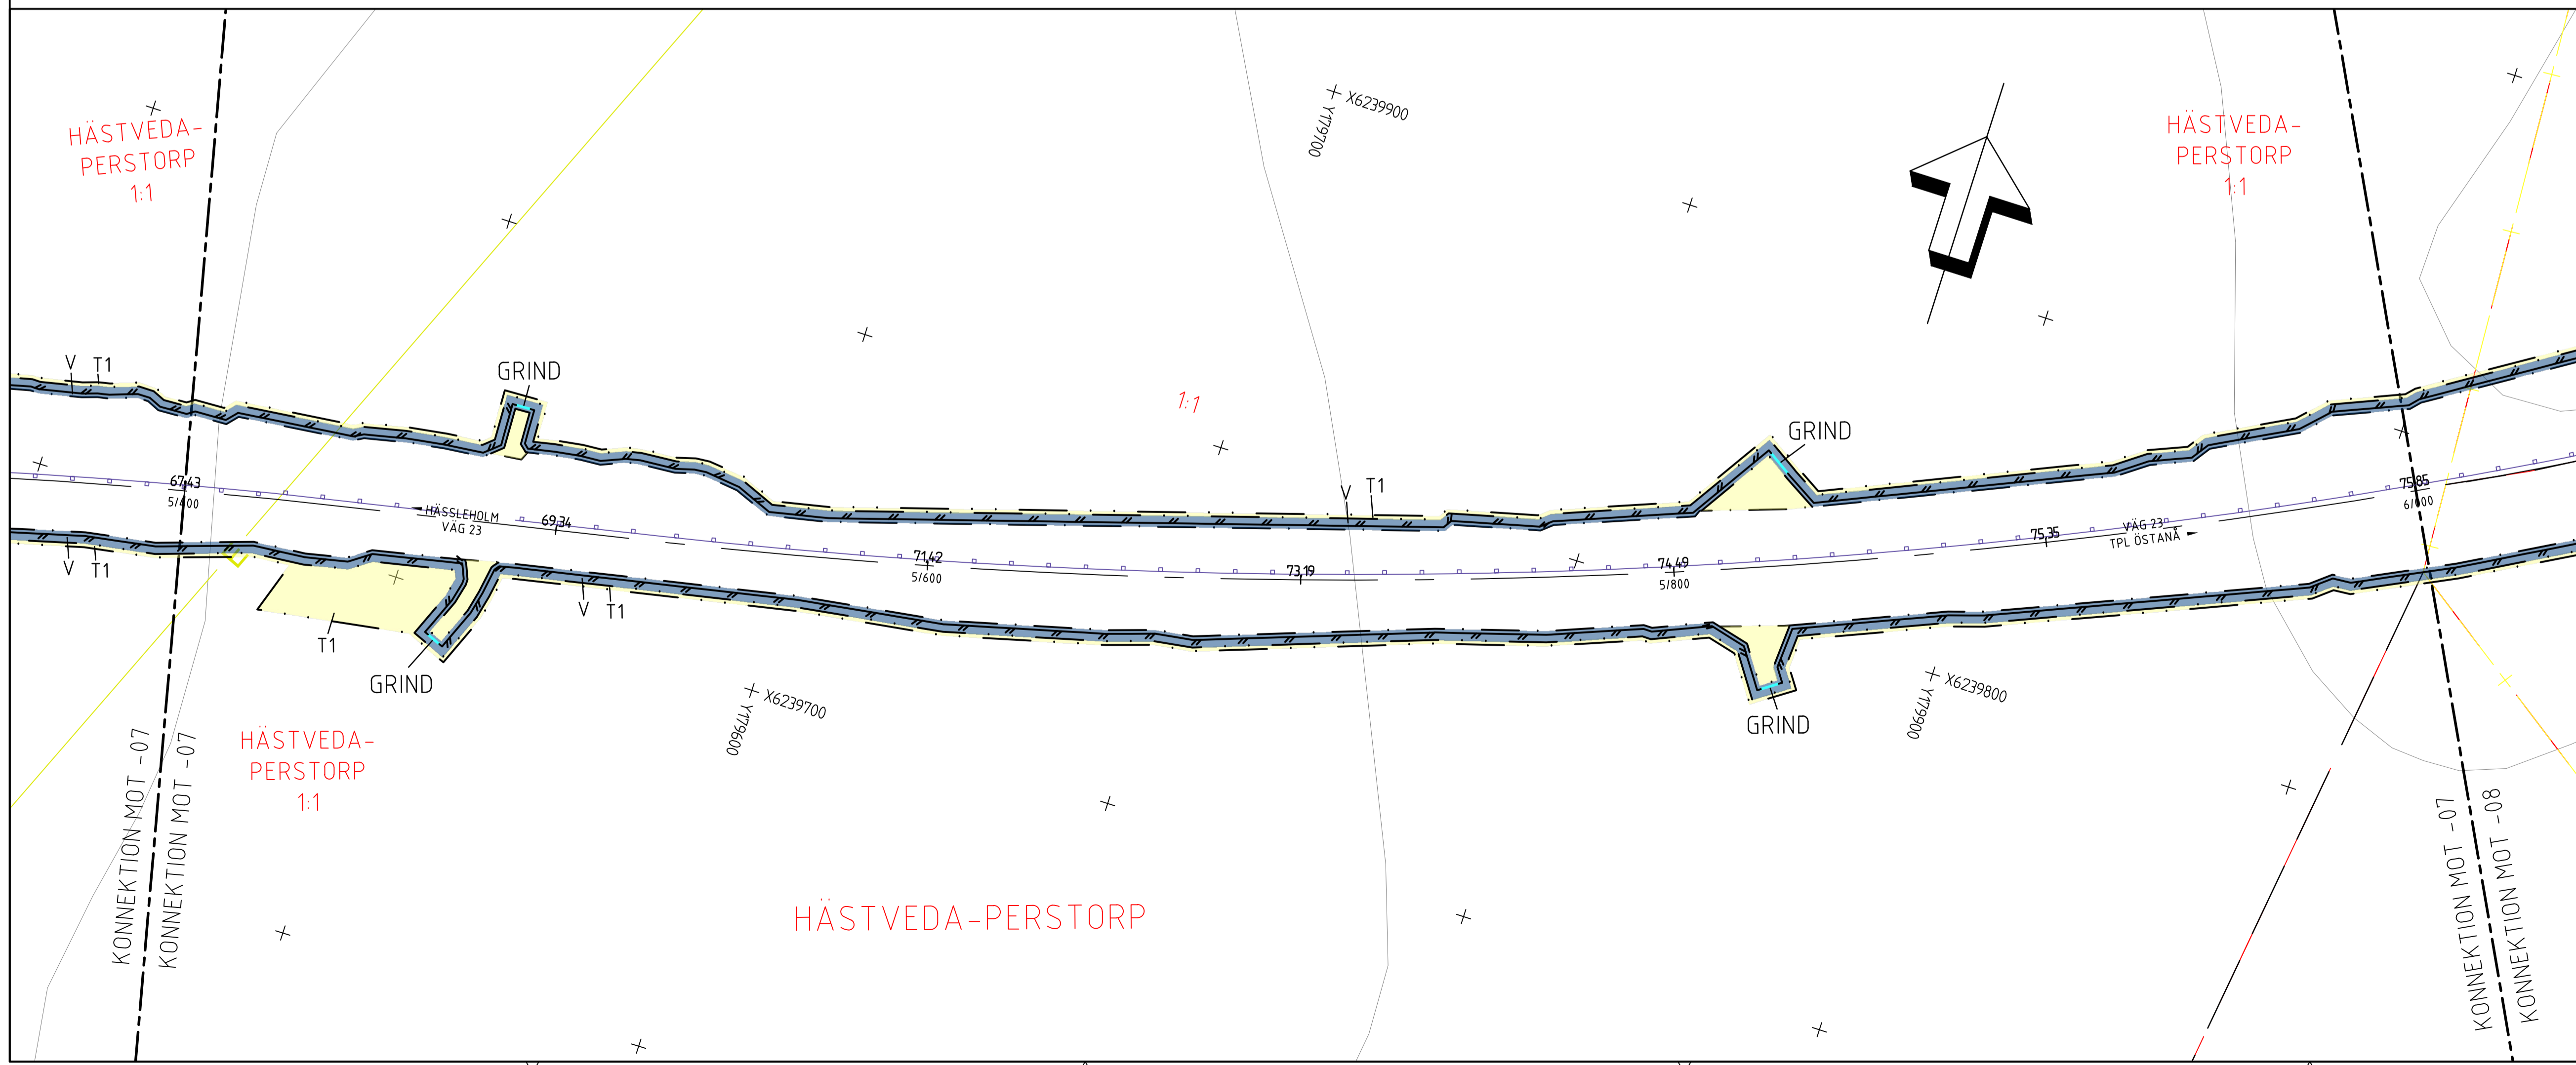 X6239900
Y179700
HÄSTVEDA-
PERSTORP
1:1
HÄSTVEDA-
PERSTORP
1:1
V
T1
GRIND
1:1
GRIND
V
T1
67,43
5/400
HÄSSLEHOLM
VÄG 23
69,34
71,42
5/600
73,19
74,49
5/800
75,35
VÄG 23
TPL ÖSTANÅ
75,85
6/000
V
T1
V
T1
T1
GRIND
X6239700
Y179600
GRIND
X6239800
Y179900
HÄSTVEDA-
PERSTORP
1:1
HÄSTVEDA-PERSTORP
KONNEKTION MOT -07
KONNEKTION MOT -07
KONNEKTION MOT -07
KONNEKTION MOT -08